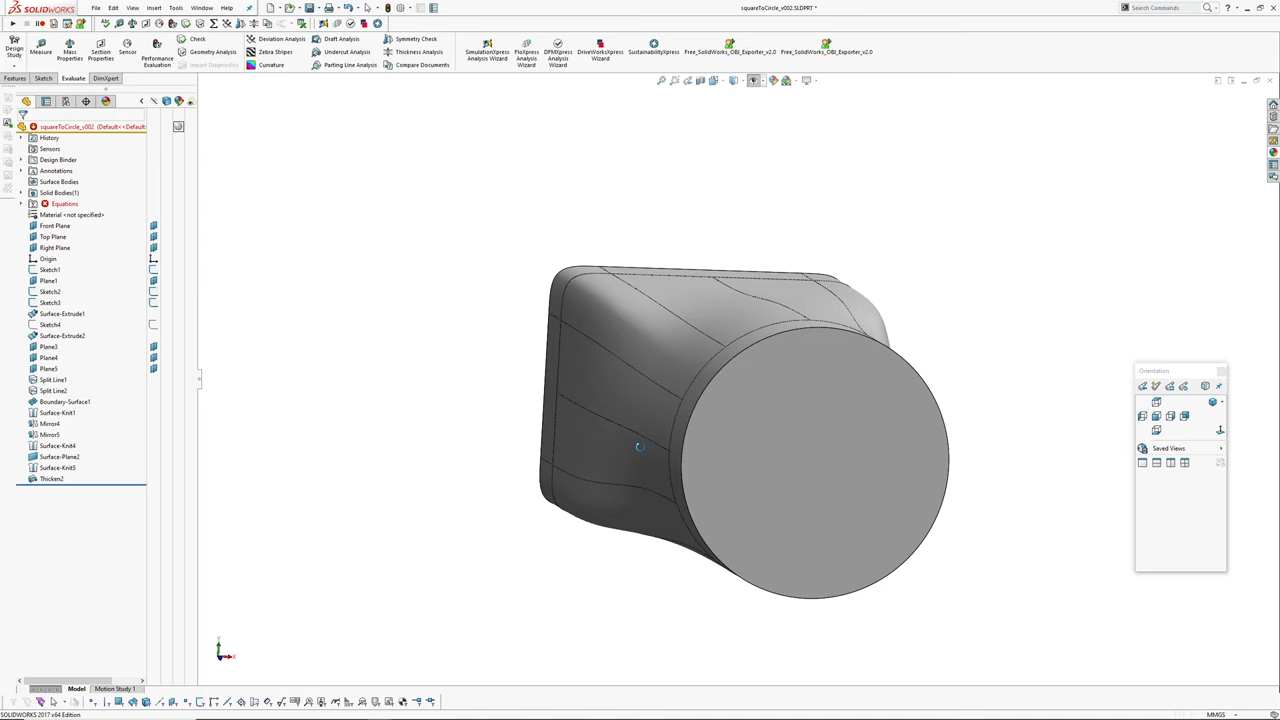 SOLIDWORKS File Edit View Insert Tools Window Help squareToCircle_v002.SLDPRT * Search Commands
Design Study
Measure
Mass Properties
Section Properties
Sensor
Performance Evaluation
Check
Geometry Analysis
Import Diagnostics
Deviation Analysis
Zebra Stripes
Curvature
Draft Analysis
Undercut Analysis
Parting Line Analysis
Symmetry Check
Thickness Analysis
Compare Documents
SimulationXpress Analysis Wizard
FloXpress Analysis Wizard
DFMXpress Analysis Wizard
DriveWorksXpress Wizard
SustainabilityXpress
Free_SolidWorks_OBJ_Exporter_v2.0
Free_SolidWorks_OBJ_Exporter_v2.0
Features Sketch Evaluate DimXpert
squareToCircle_v002 (Default<<Default
History
Sensors
Design Binder
Annotations
Surface Bodies
Solid Bodies(1)
Equations
Material <not specified>
Front Plane
Top Plane
Right Plane
Origin
Sketch1
Plane1
Sketch2
Sketch3
Surface-Extrude1
Sketch4
Surface-Extrude2
Plane3
Plane4
Plane5
Split Line1
Split Line2
Boundary-Surface1
Surface-Knit1
Mirror4
Mirror5
Surface-Knit4
Surface-Plane2
Surface-Knit5
Thicken2
Orientation
Saved Views
Y
X
Model Motion Study 1
SOLIDWORKS 2017 x64 Edition MMGS